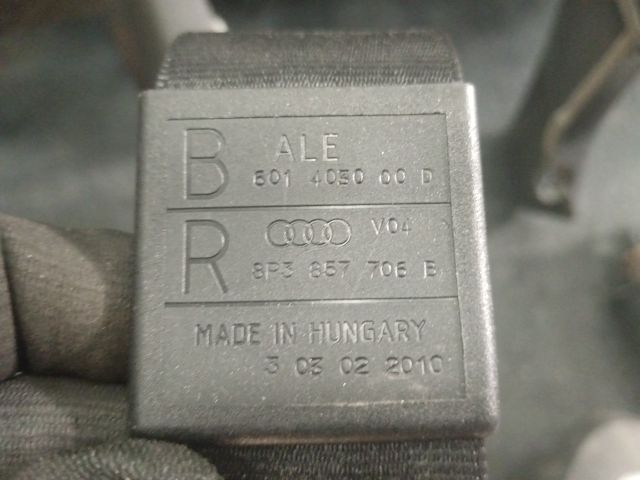 B ALE
601 4030 00 D
R V04
8P3 857 706 B
MADE IN HUNGARY
3 03 02 2010